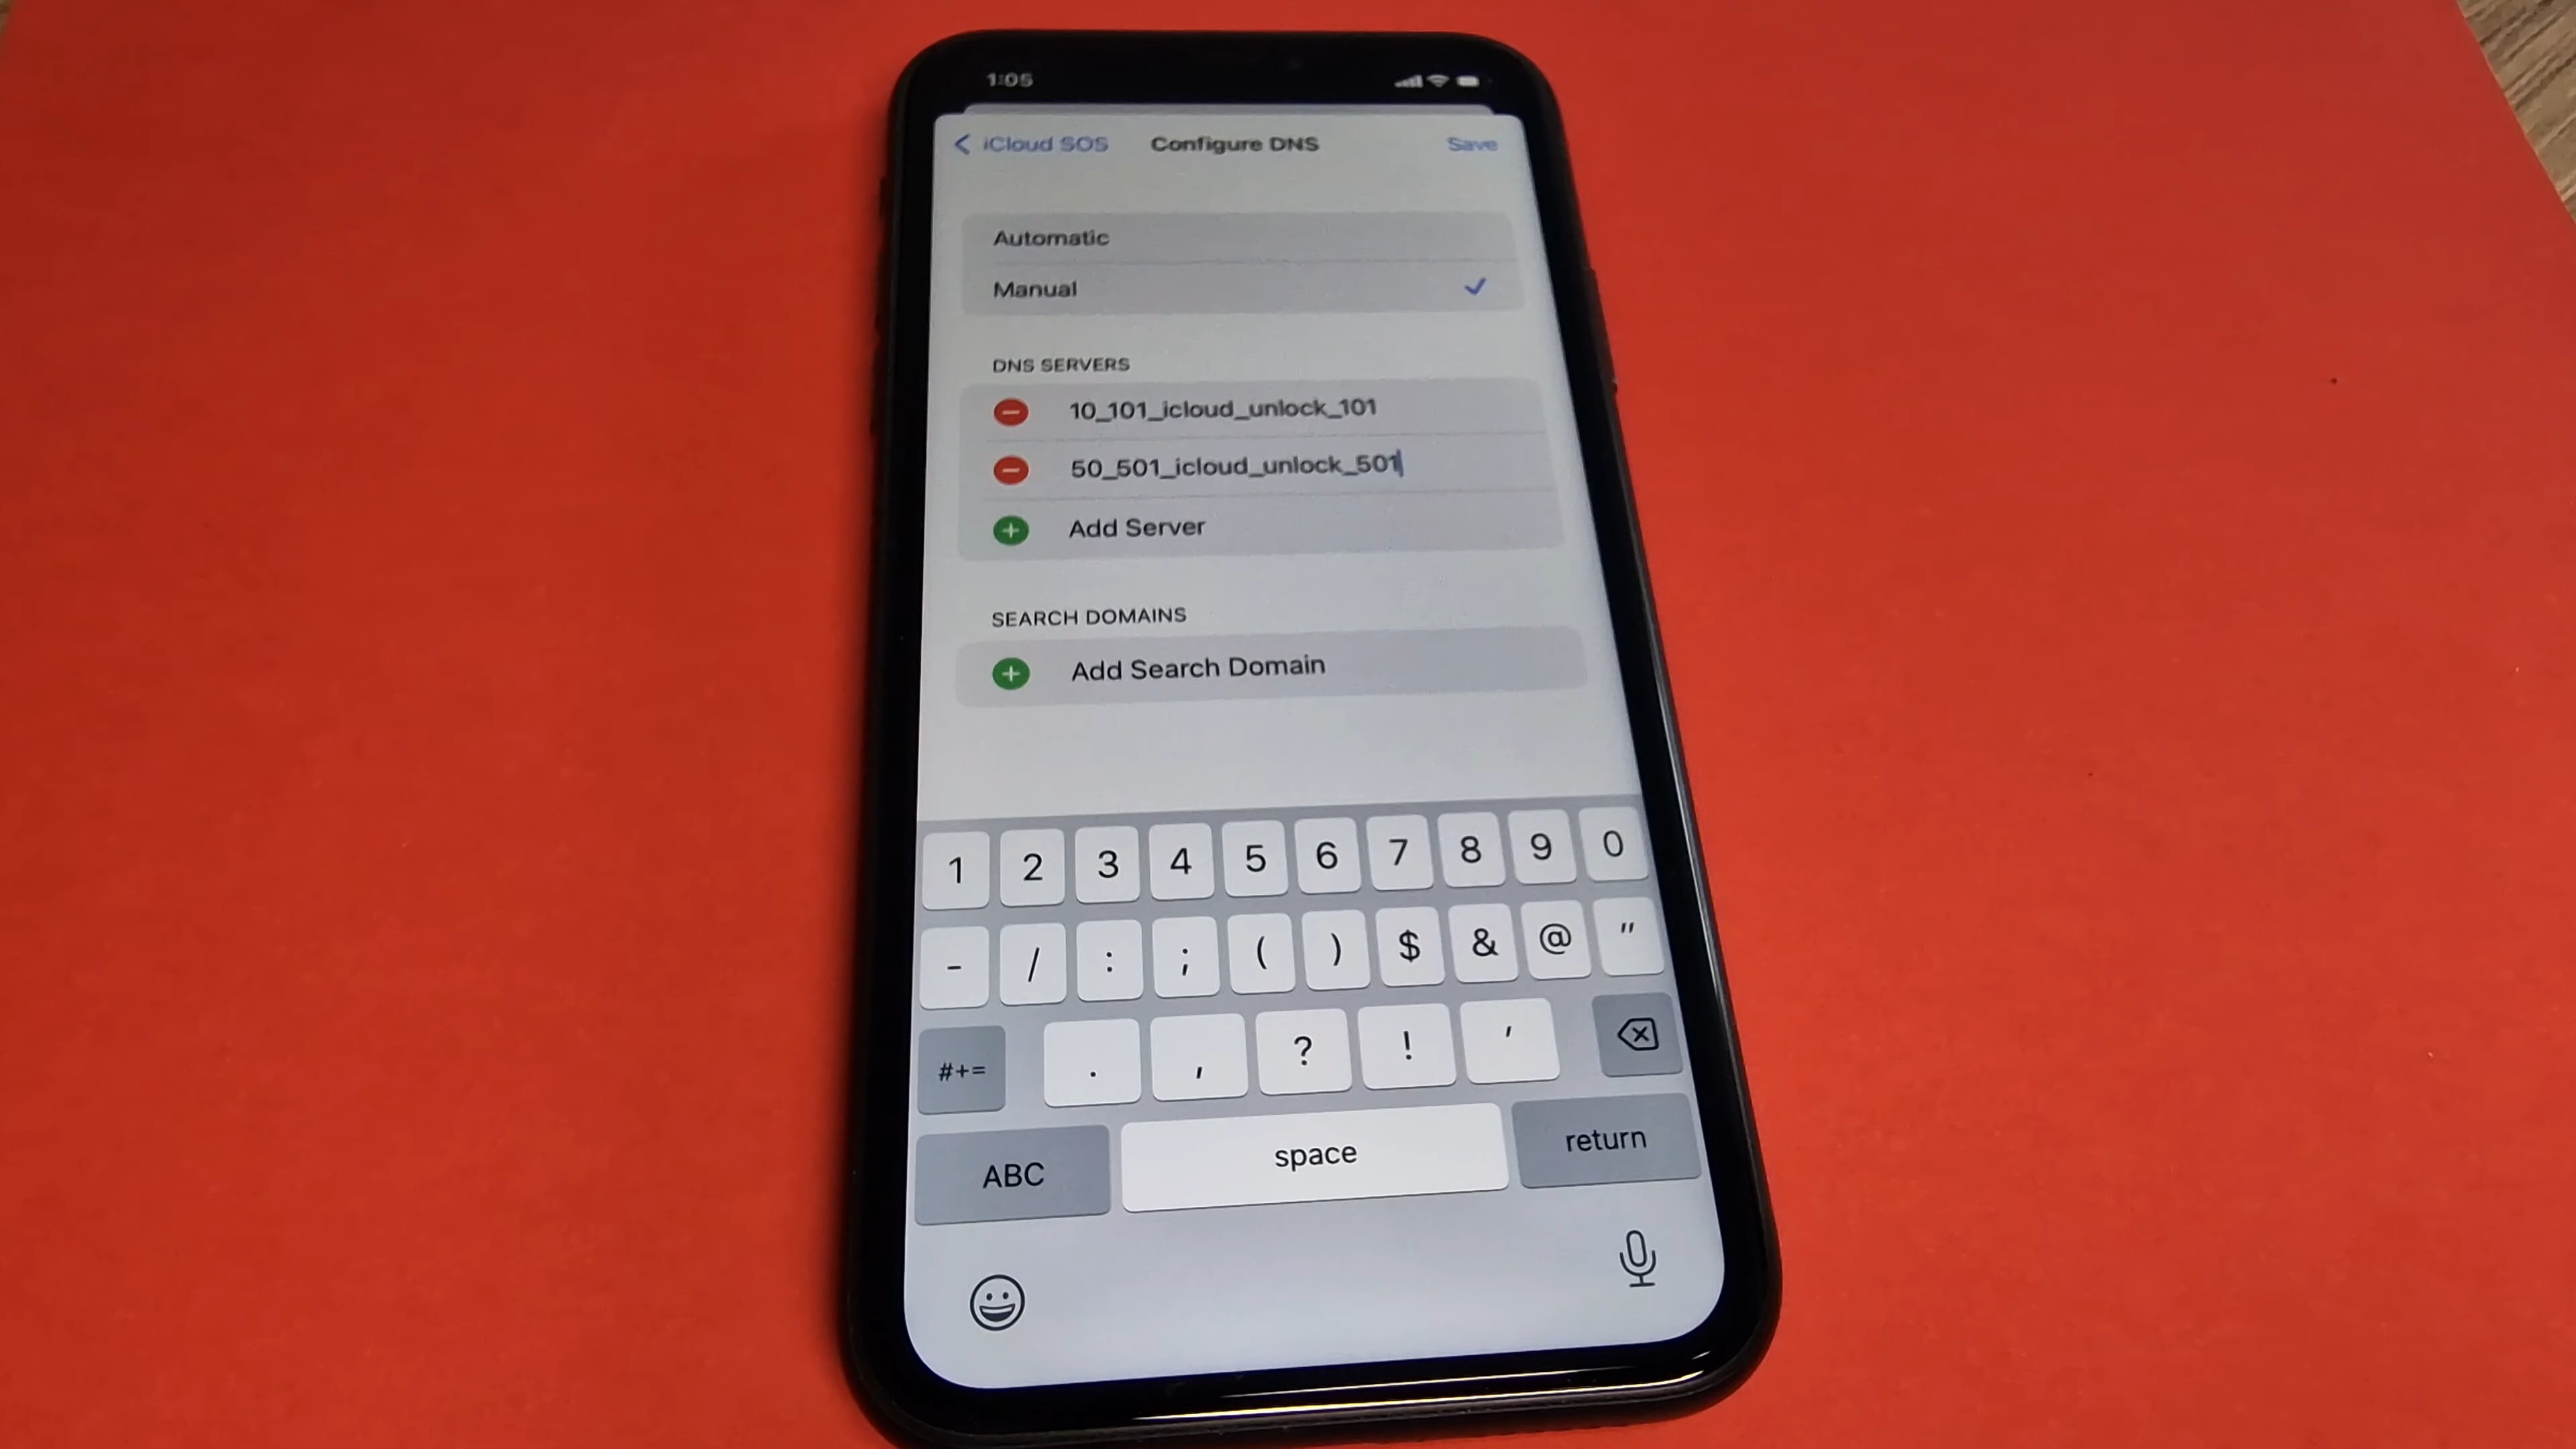 1:05
iCloud SOS Configure DNS Save
Automatic
Manual
DNS SERVERS
10_101_icloud_unlock_101
50_501_icloud_unlock_501
Add Server
SEARCH DOMAINS
Add Search Domain
1 2 3 4 5 6 7 8 9 0
- / : ; ( ) $ & @ "
#+= . , ? ! '
ABC space return